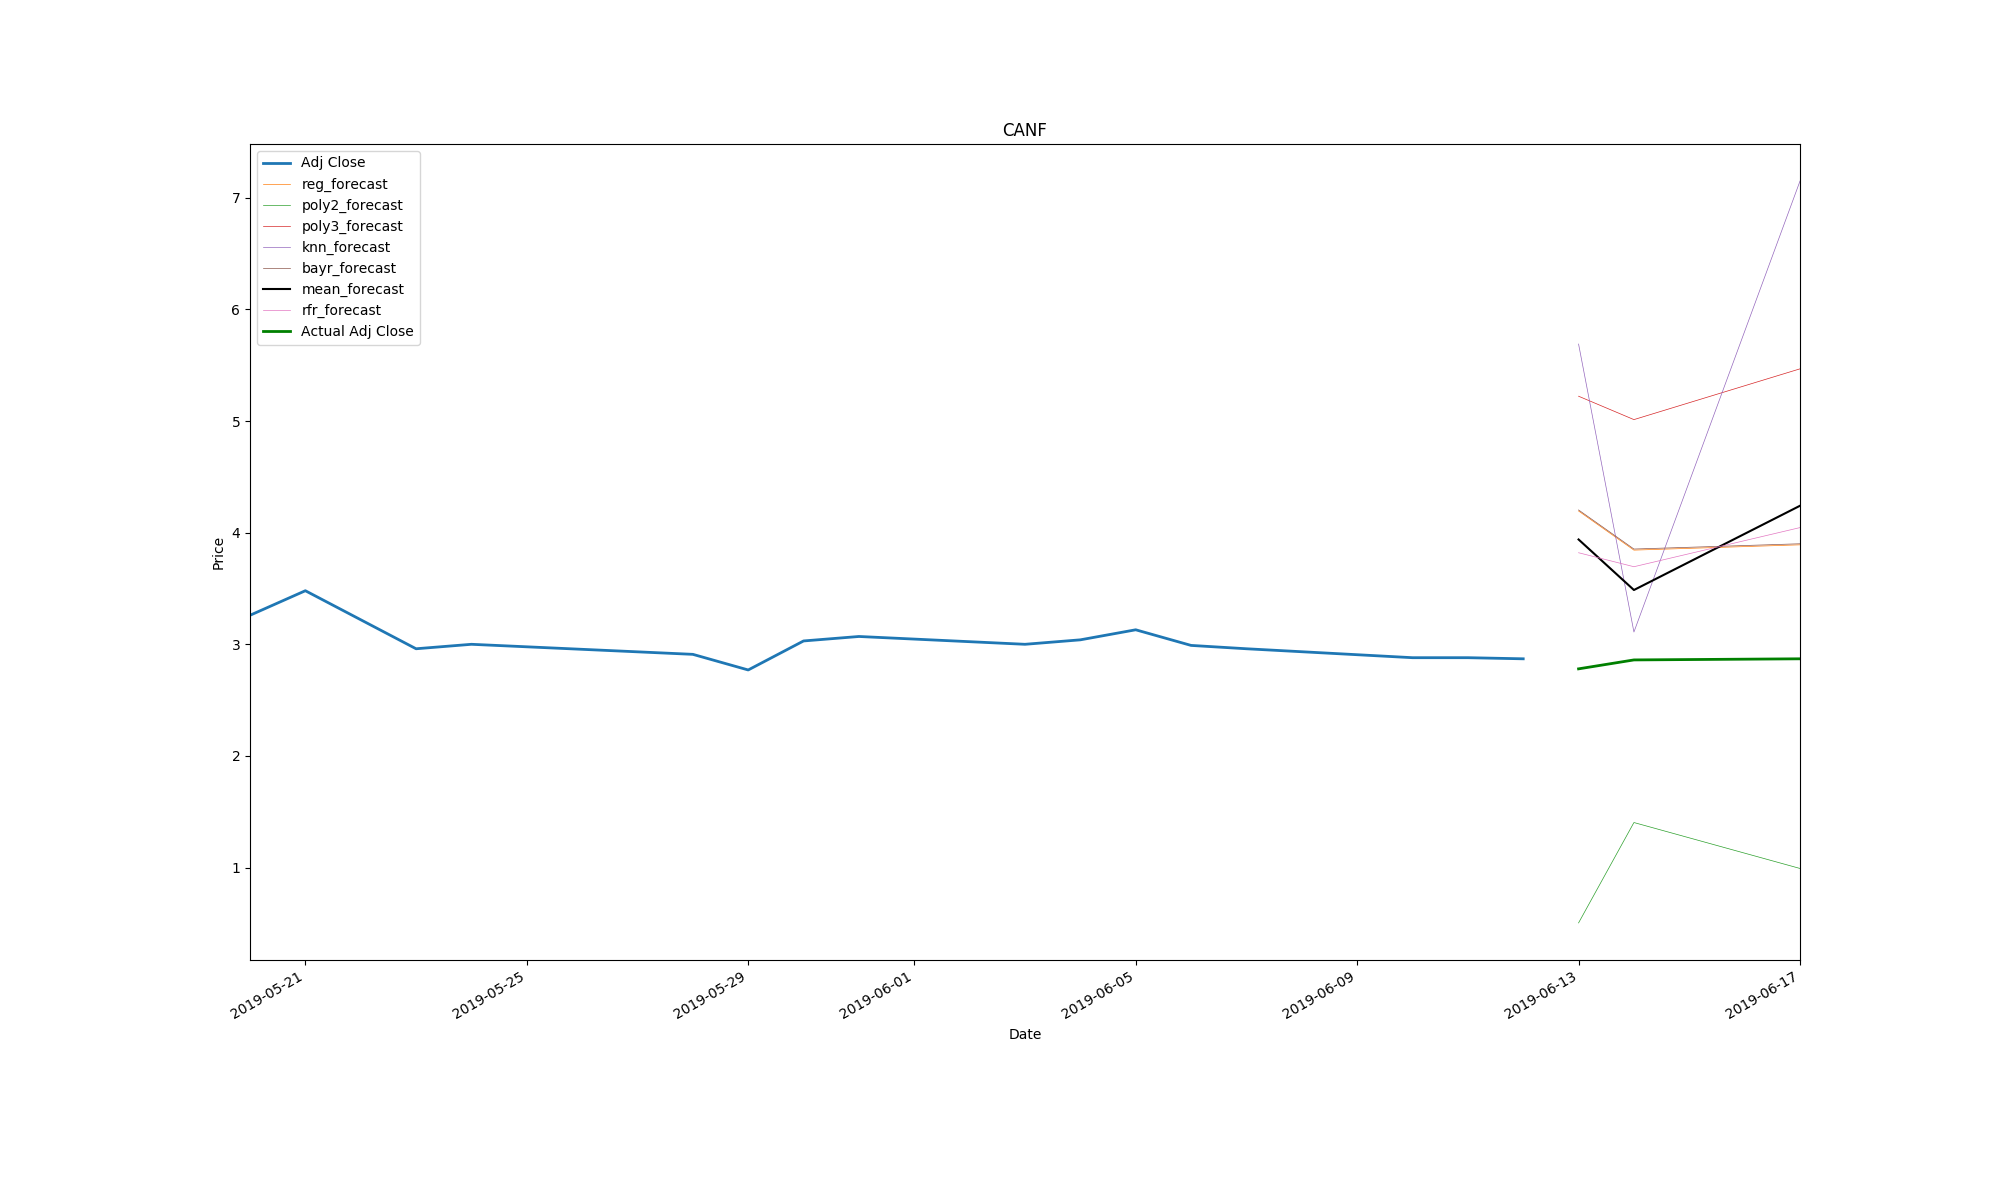 CANF
Adj Close
reg_forecast
poly2_forecast
poly3_forecast
knn_forecast
bayr_forecast
mean_forecast
rfr_forecast
Actual Adj Close
7
6
5
4
3
2
1
Price
2019-05-21
2019-05-25
2019-05-29
2019-06-01
2019-06-05
2019-06-09
2019-06-13
2019-06-17
Date